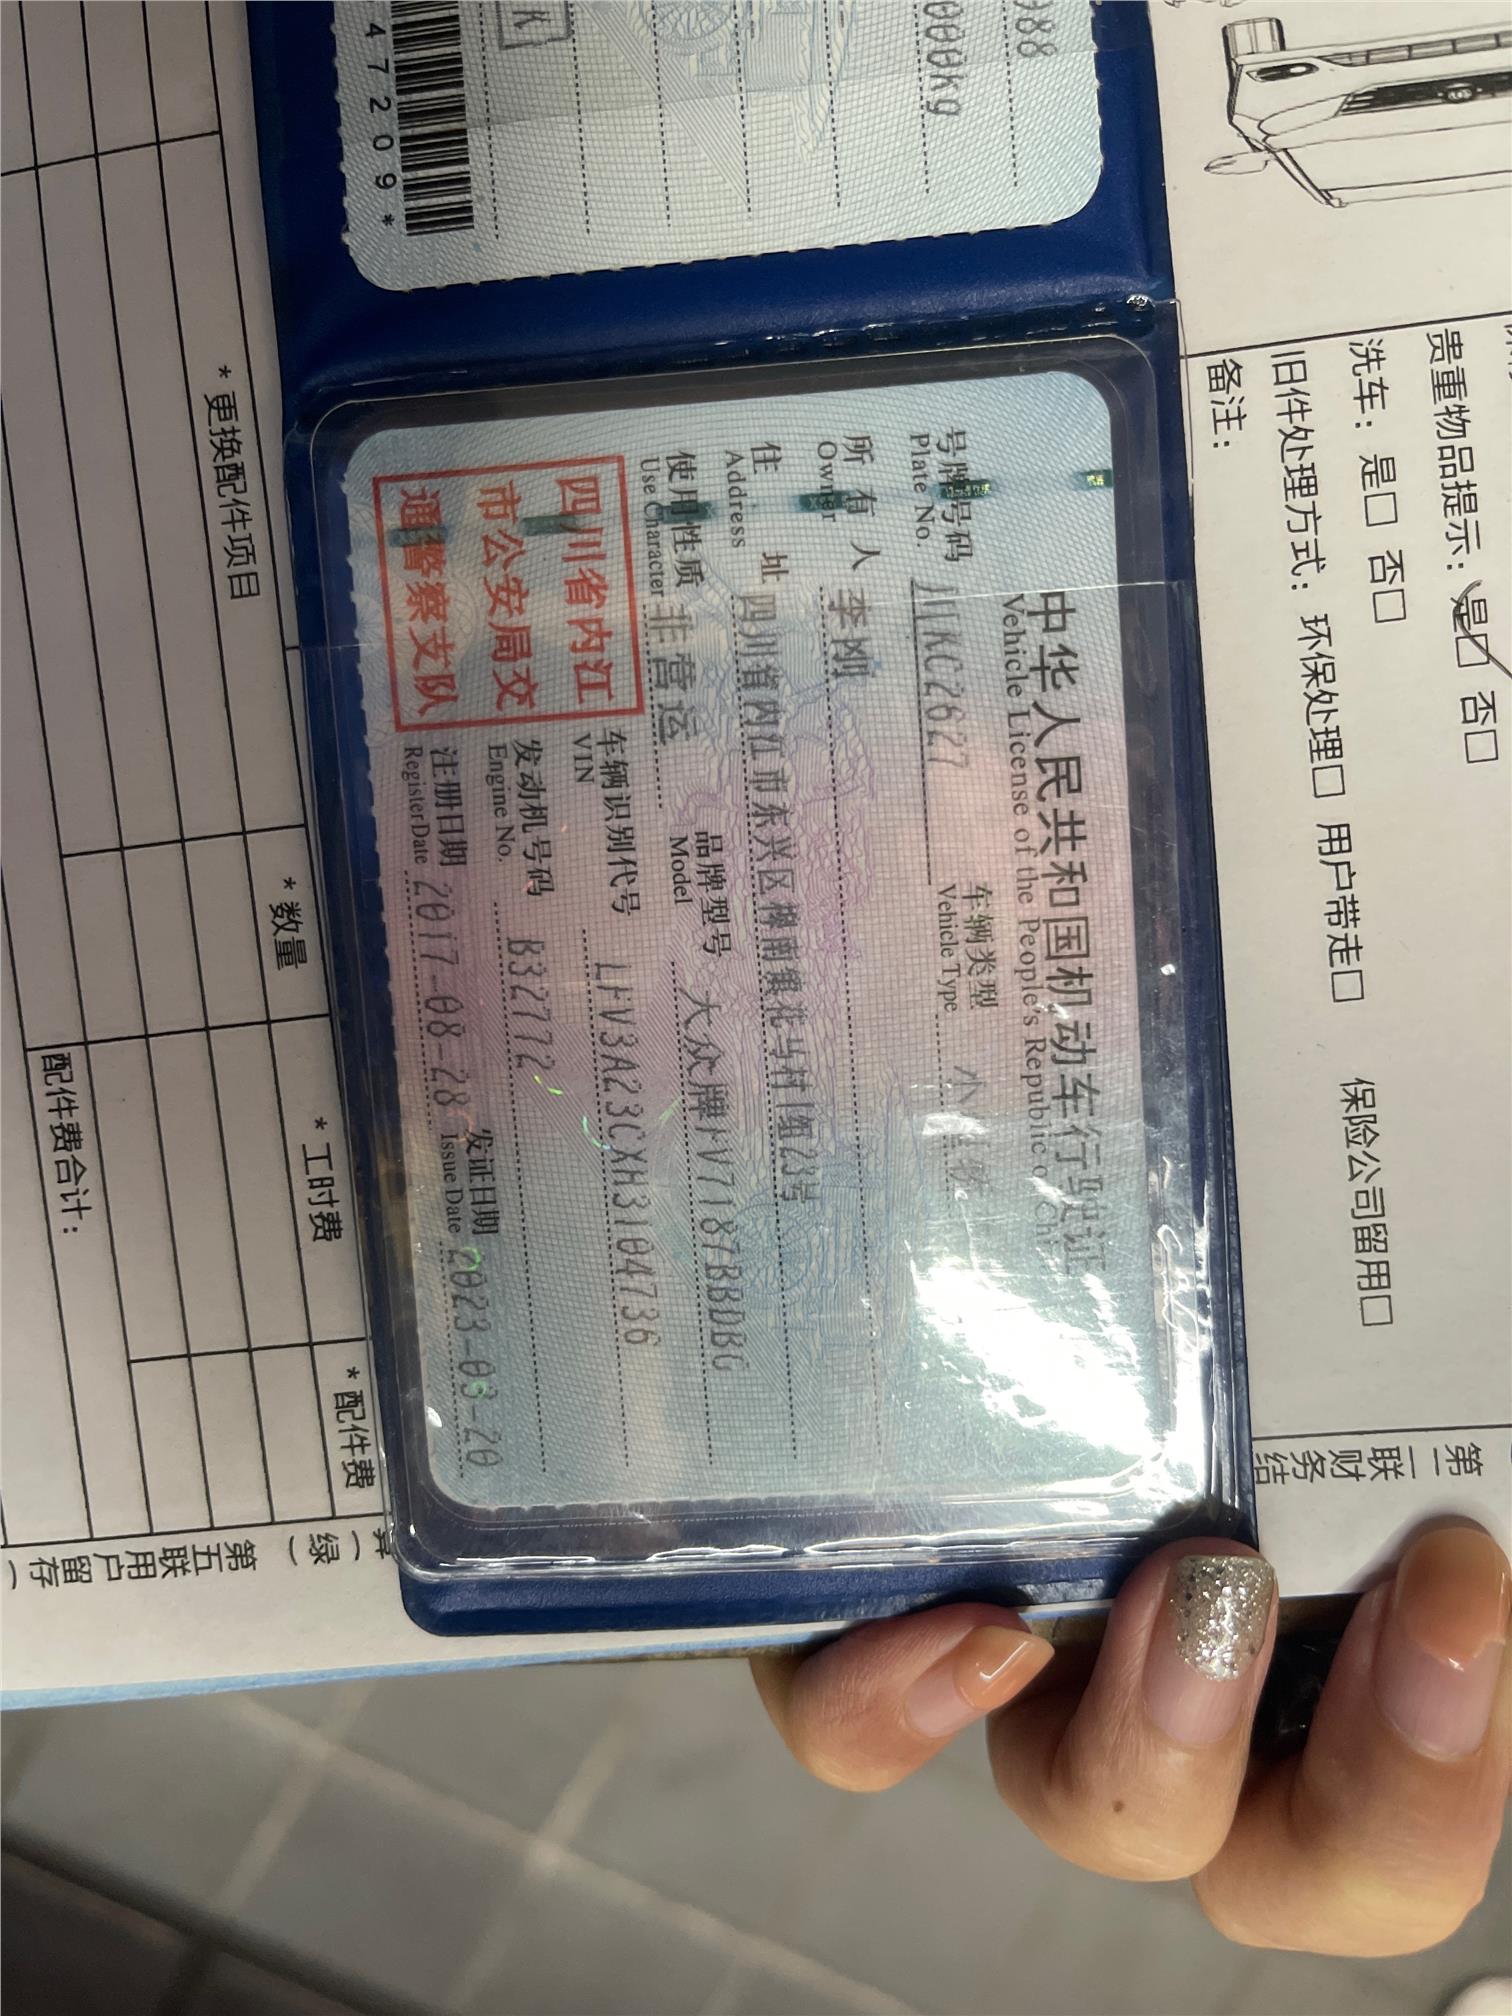 中华人民共和国机动车行驶证
Vehicle License of the People's Republic of Chi
号牌号码
Plate No.
川KC2627
车辆类型
Vehicle Type
小
所有人
Owner
李刚
住址
Address
四川省内江市东兴区椑南镇花马村1组23号
使用性质
Use Character
非营运
品牌型号
Model
大众牌FV7187BBDBG
四川省内江
市公安局交
通警察支队
车辆识别代号
VIN
LFV3A23CXH3104736
发动机号码
Engine No.
B32772
注册日期
Register Date
2017-08-28
发证日期
Issue Date
2023-03-20
988
000kg
K
47209*
贵重物品提示：是□ 否□
洗车：是□ 否□
旧件处理方式：环保处理□ 用户带走□ 保险公司留用□
备注：
第一联财务结
*更换配件项目
*数量
*工时费
*配件费
配件费合计：
（绿）
第五联用户留存（